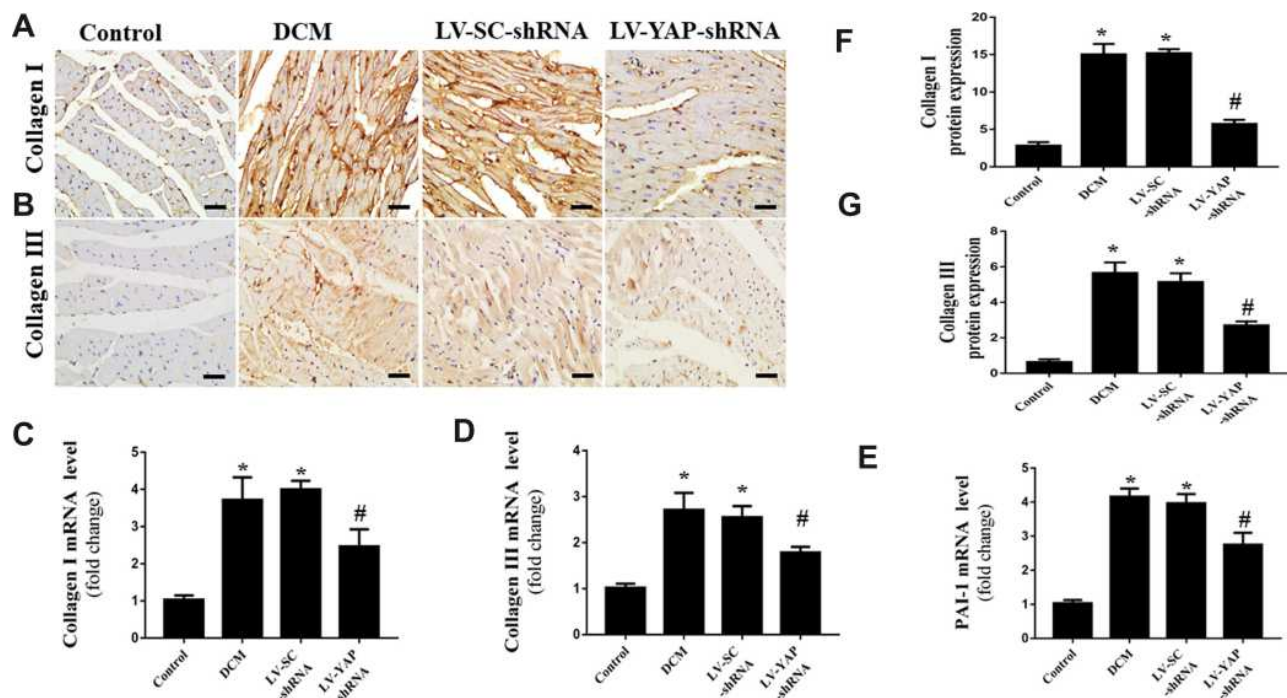 A
Control
DCM
LV-SC-shRNA
LV-YAP-shRNA
Collagen I
B
Collagen III
F
Collagen I
protein expression
20
15
10
5
0
*
*
#
Control
DCM
LV-SC
-shRNA
LV-YAP
-shRNA
G
Collagen III
protein expression
8
6
4
2
0
*
*
#
Control
DCM
LV-SC
-shRNA
LV-YAP
-shRNA
C
Collagen I mRNA level
(fold change)
5
4
3
2
1
0
*
*
#
Control
DCM
LV-SC
-shRNA
LV-YAP
-shRNA
D
Collagen III mRNA level
(fold change)
4
3
2
1
0
*
*
#
Control
DCM
LV-SC
-shRNA
LV-YAP
-shRNA
E
PAI-1 mRNA level
(fold change)
5
4
3
2
1
0
*
*
#
Control
DCM
LV-SC
-shRNA
LV-YAP
-shRNA